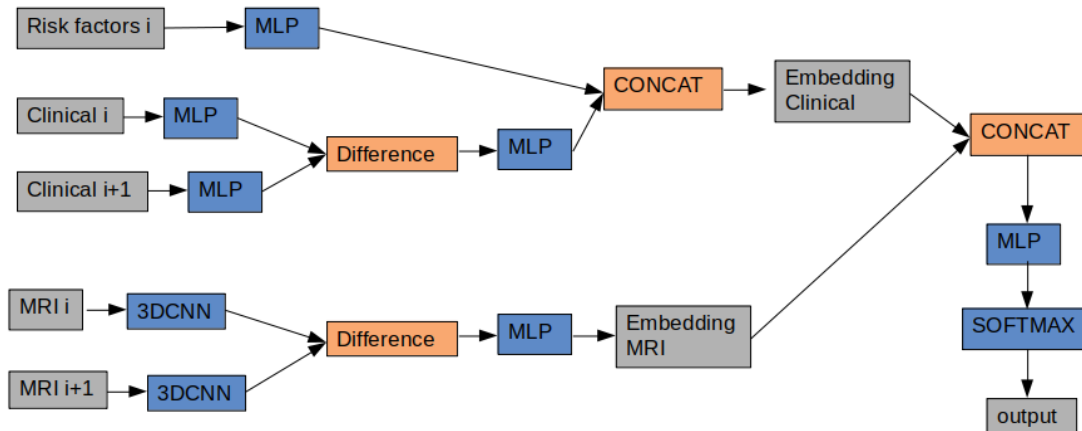 Risk factors i
MLP
Clinical i
MLP
Clinical i+1
MLP
Difference
MLP
CONCAT
Embedding
Clinical
MRI i
3DCNN
MRI i+1
3DCNN
Difference
MLP
Embedding
MRI
CONCAT
MLP
SOFTMAX
output